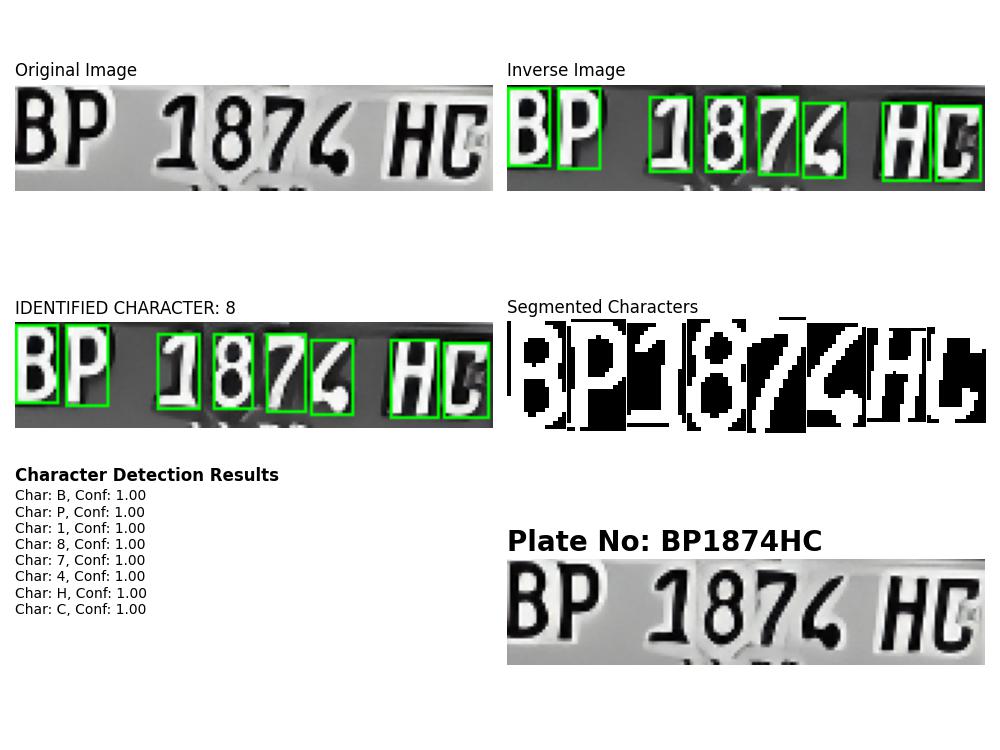 Original Image
BP 1874 HC
Inverse Image
BP 1874 HC
IDENTIFIED CHARACTER: 8
BP 1874 HC
Segmented Characters
BP1874HC
Character Detection Results
Char: B, Conf: 1.00
Char: P, Conf: 1.00
Char: 1, Conf: 1.00
Char: 8, Conf: 1.00
Char: 7, Conf: 1.00
Char: 4, Conf: 1.00
Char: H, Conf: 1.00
Char: C, Conf: 1.00
Plate No: BP1874HC
BP 1874 HC